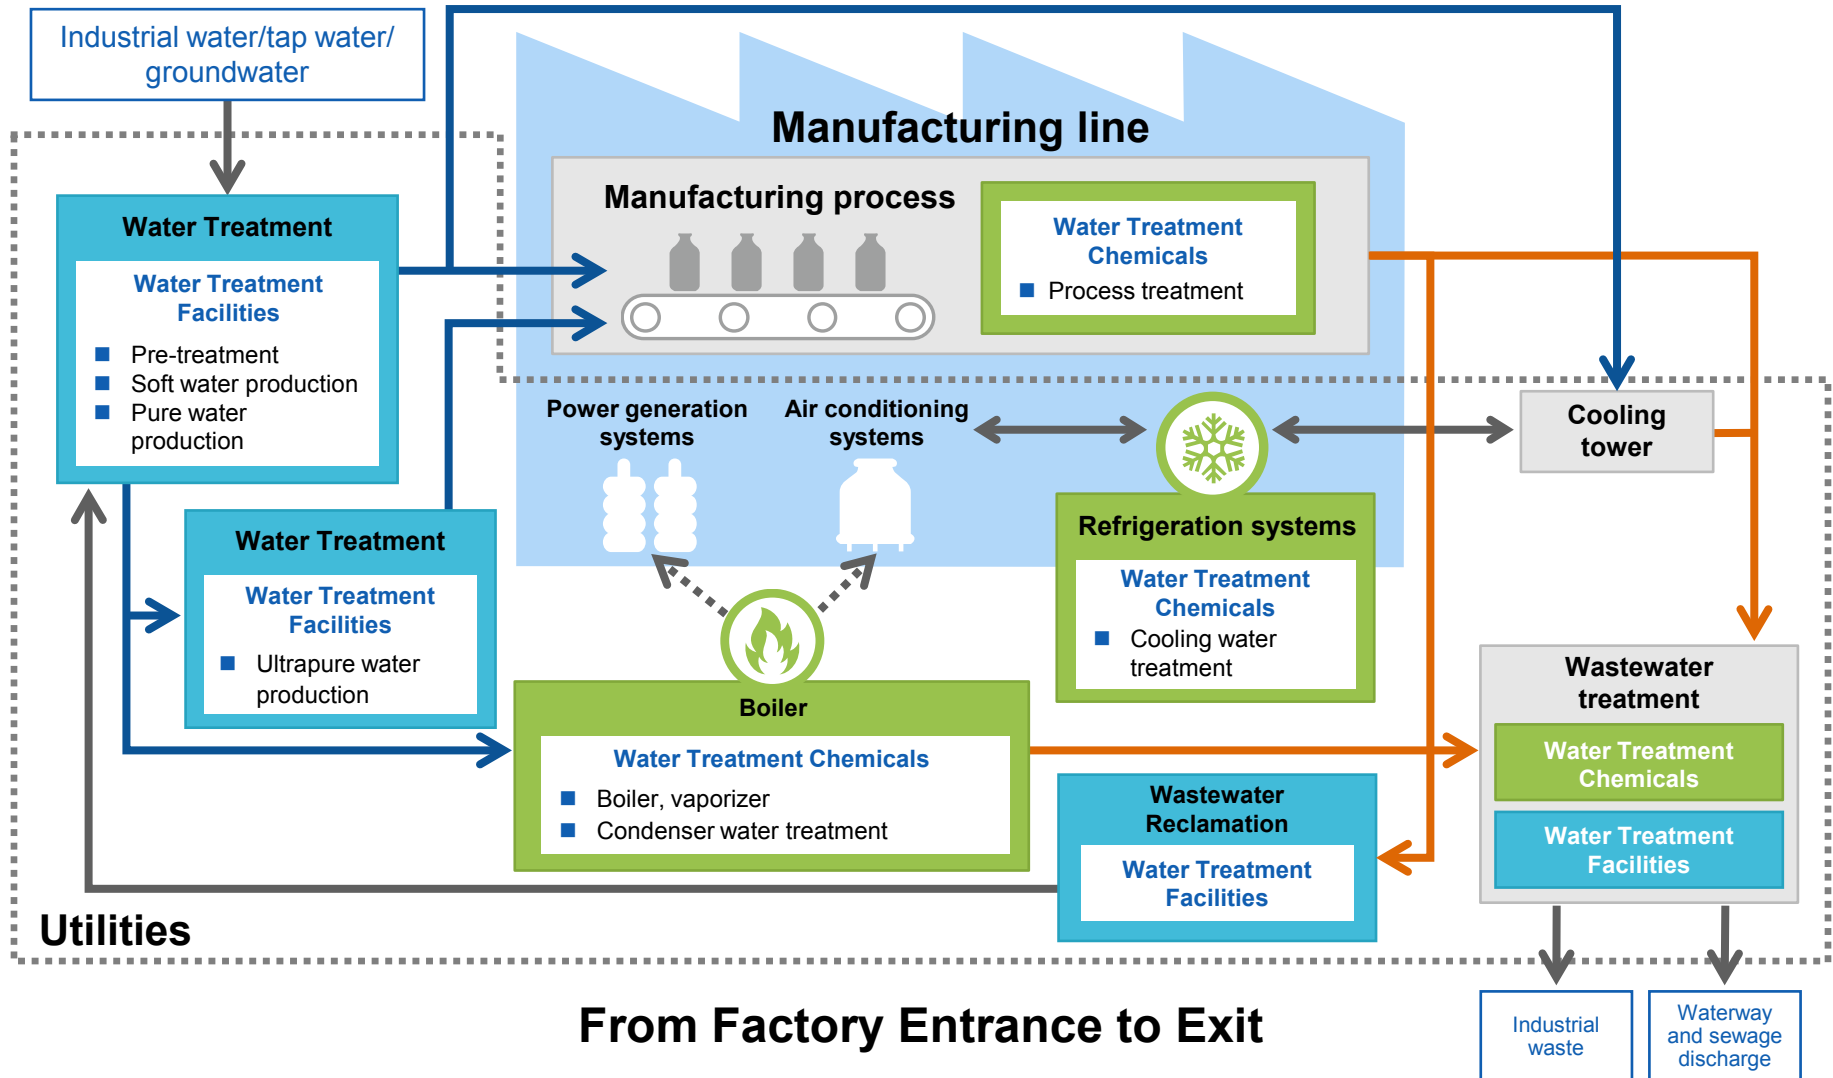 Industrial water/tap water/
groundwater
Manufacturing line
Manufacturing process
Water Treatment
Chemicals
Process treatment
Water Treatment
Water Treatment
Facilities
Pre-treatment
Soft water production
Pure water
production
Power generation
systems
Air conditioning
systems
Cooling
tower
Water Treatment
Water Treatment
Facilities
Ultrapure water
production
Refrigeration systems
Water Treatment
Chemicals
Cooling water
treatment
Boiler
Water Treatment Chemicals
Boiler, vaporizer
Condenser water treatment
Wastewater
Reclamation
Water Treatment
Facilities
Wastewater
treatment
Water Treatment
Chemicals
Water Treatment
Facilities
Utilities
From Factory Entrance to Exit
Industrial
waste
Waterway
and sewage
discharge